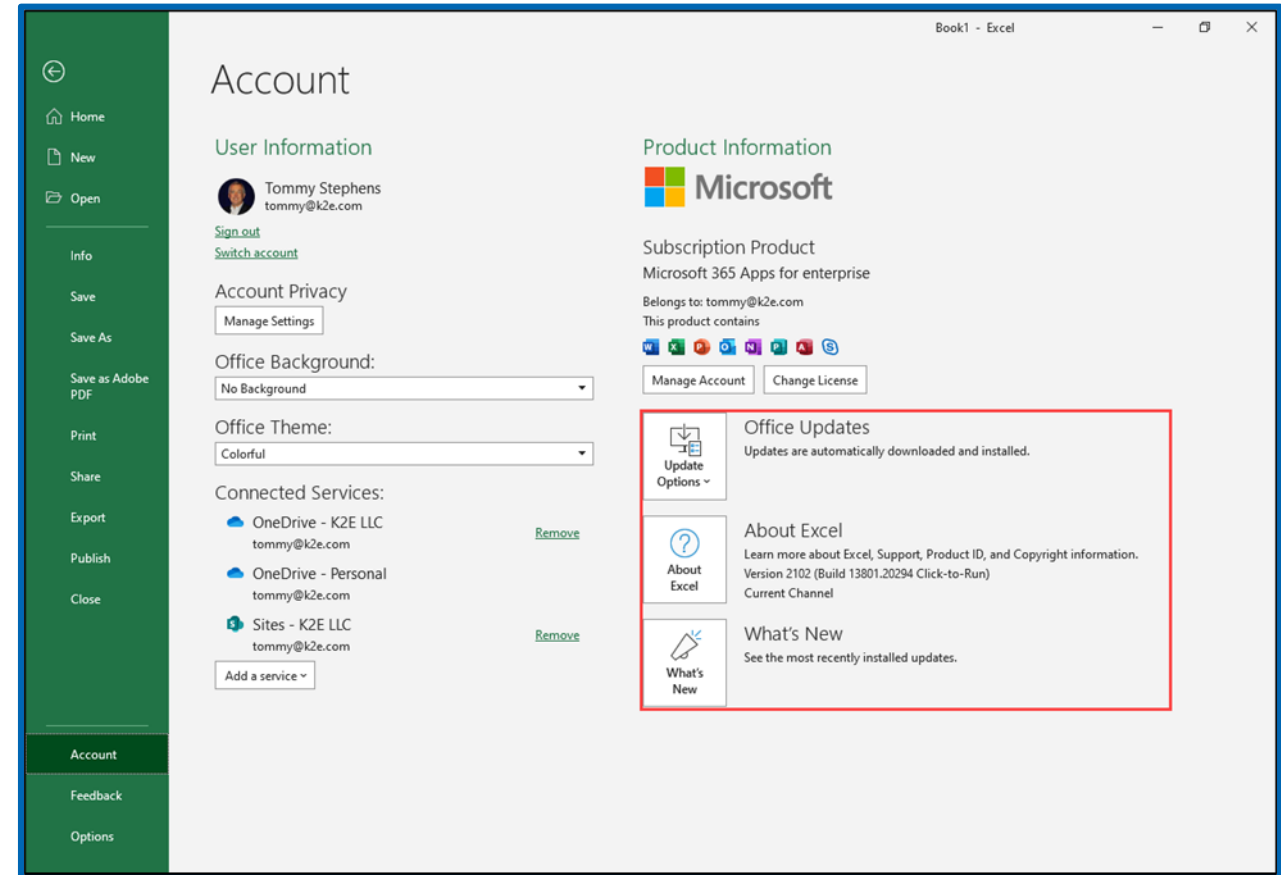 Book1 - Excel
Account
Home
New
Open
Info
Save
Save As
Save as Adobe
PDF
Print
Share
Export
Publish
Close
Account
Feedback
Options
User Information
Tommy Stephens
tommy@k2e.com
Sign out
Switch account
Account Privacy
Manage Settings
Office Background:
No Background
Office Theme:
Colorful
Connected Services:
OneDrive - K2E LLC
tommy@k2e.com
Remove
OneDrive - Personal
tommy@k2e.com
Sites - K2E LLC
tommy@k2e.com
Remove
Add a service
Product Information
Microsoft
Subscription Product
Microsoft 365 Apps for enterprise
Belongs to: tommy@k2e.com
This product contains
Manage Account
Change License
Update
Options
Office Updates
Updates are automatically downloaded and installed.
About
Excel
About Excel
Learn more about Excel, Support, Product ID, and Copyright information.
Version 2102 (Build 13801.20294 Click-to-Run)
Current Channel
What's
New
What's New
See the most recently installed updates.